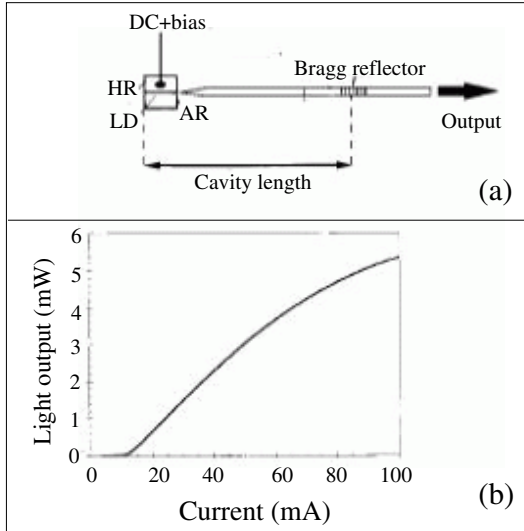 DC+bias
HR
LD
AR
Bragg reflector
Output
Cavity length
(a)
6
5
4
3
2
1
0
Light output (mW)
0 20 40 60 80 100
Current (mA)
(b)